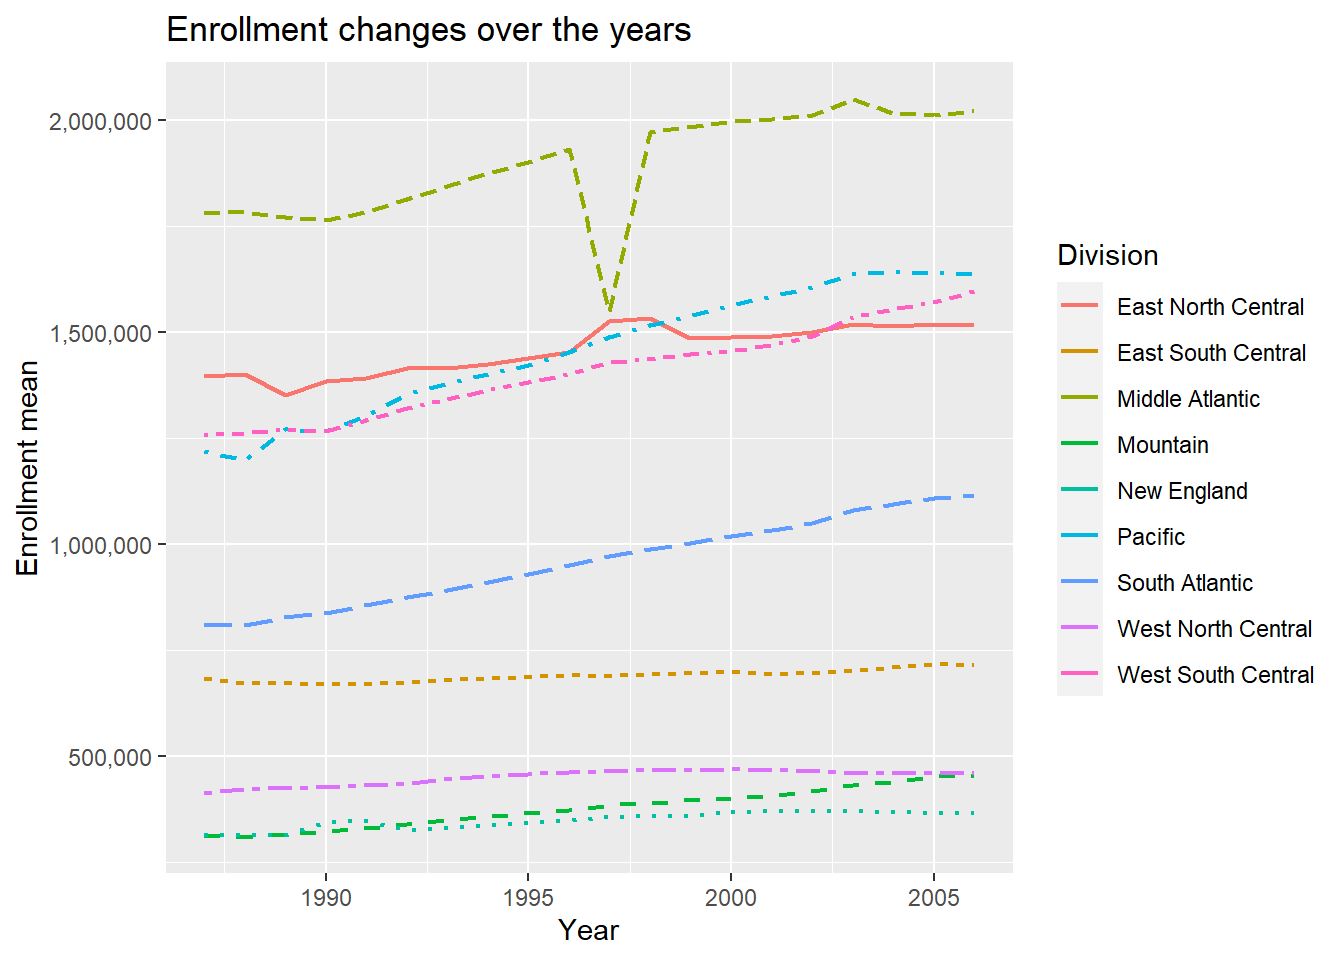 Enrollment changes over the years
Enrollment mean
2,000,000
1,500,000
1,000,000
500,000
1990
1995
2000
2005
Year
Division
East North Central
East South Central
Middle Atlantic
Mountain
New England
Pacific
South Atlantic
West North Central
West South Central